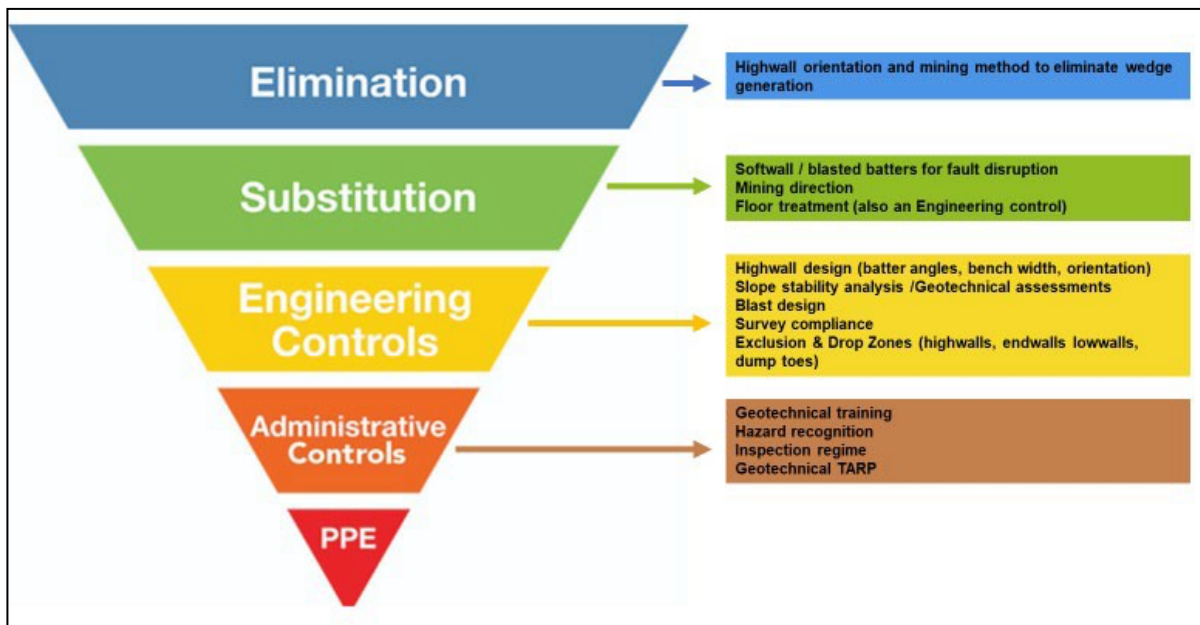 Elimination
Highwall orientation and mining method to eliminate wedge
generation
Substitution
Softwall / blasted batters for fault disruption
Mining direction
Floor treatment (also an Engineering control)
Engineering
Controls
Highwall design (batter angles, bench width, orientation)
Slope stability analysis /Geotechnical assessments
Blast design
Survey compliance
Exclusion & Drop Zones (highwalls, endwalls lowwalls,
dump toes)
Administrative
Controls
Geotechnical training
Hazard recognition
Inspection regime
Geotechnical TARP
PPE